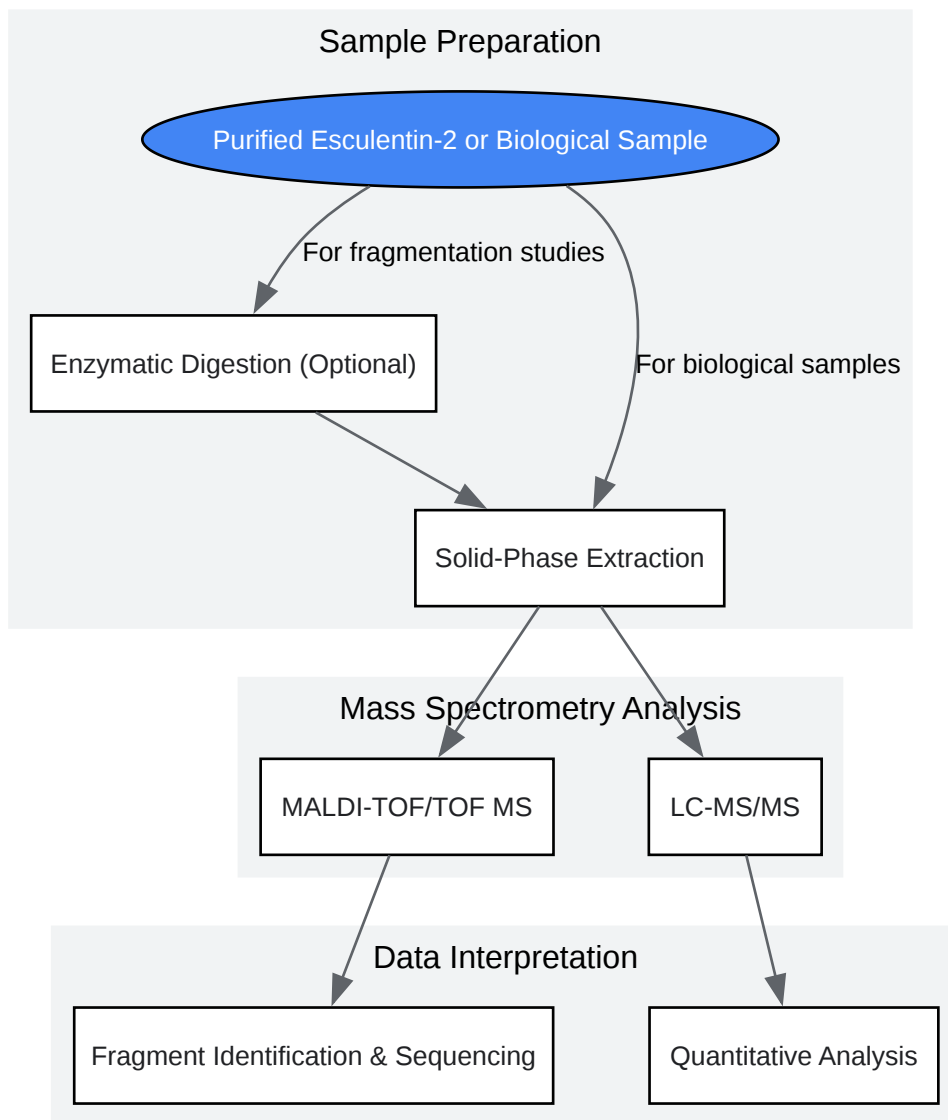 Sample Preparation
Purified Esculentin-2 or Biological Sample
For fragmentation studies
Enzymatic Digestion (Optional)
For biological samples
Solid-Phase Extraction
Mass Spectrometry Analysis
MALDI-TOF/TOF MS
LC-MS/MS
Data Interpretation
Fragment Identification & Sequencing
Quantitative Analysis